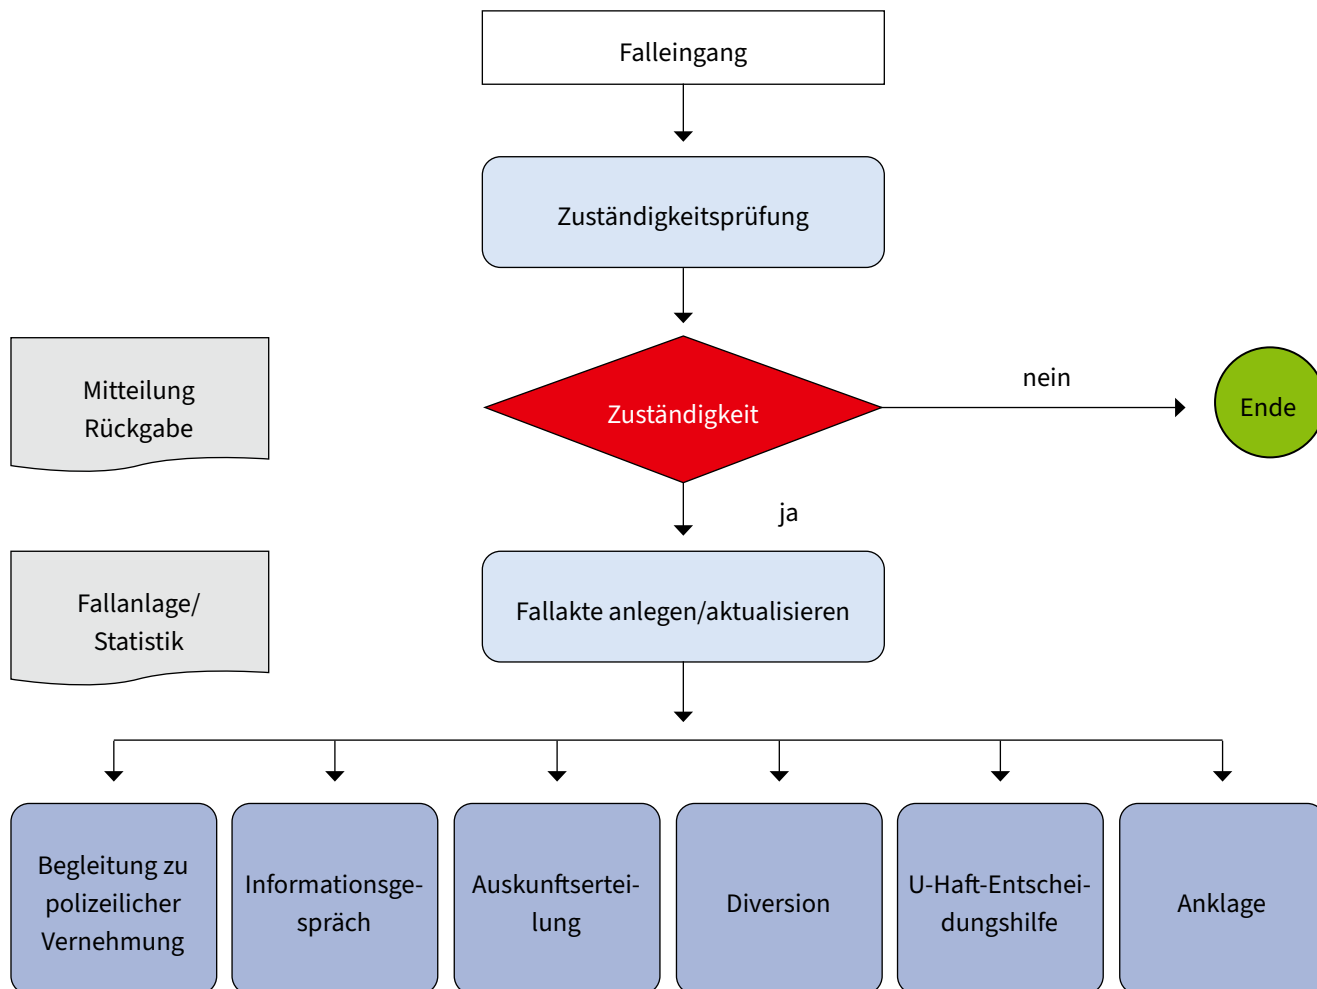 Falleingang
Zuständigkeitsprüfung
Mitteilung
Rückgabe
Zuständigkeit
nein
Ende
ja
Fallanlage/
Statistik
Fallakte anlegen/aktualisieren
Begleitung zu
polizeilicher
Vernehmung
Informationsge-
spräch
Auskunftsertei-
lung
Diversion
U-Haft-Entschei-
dungshilfe
Anklage